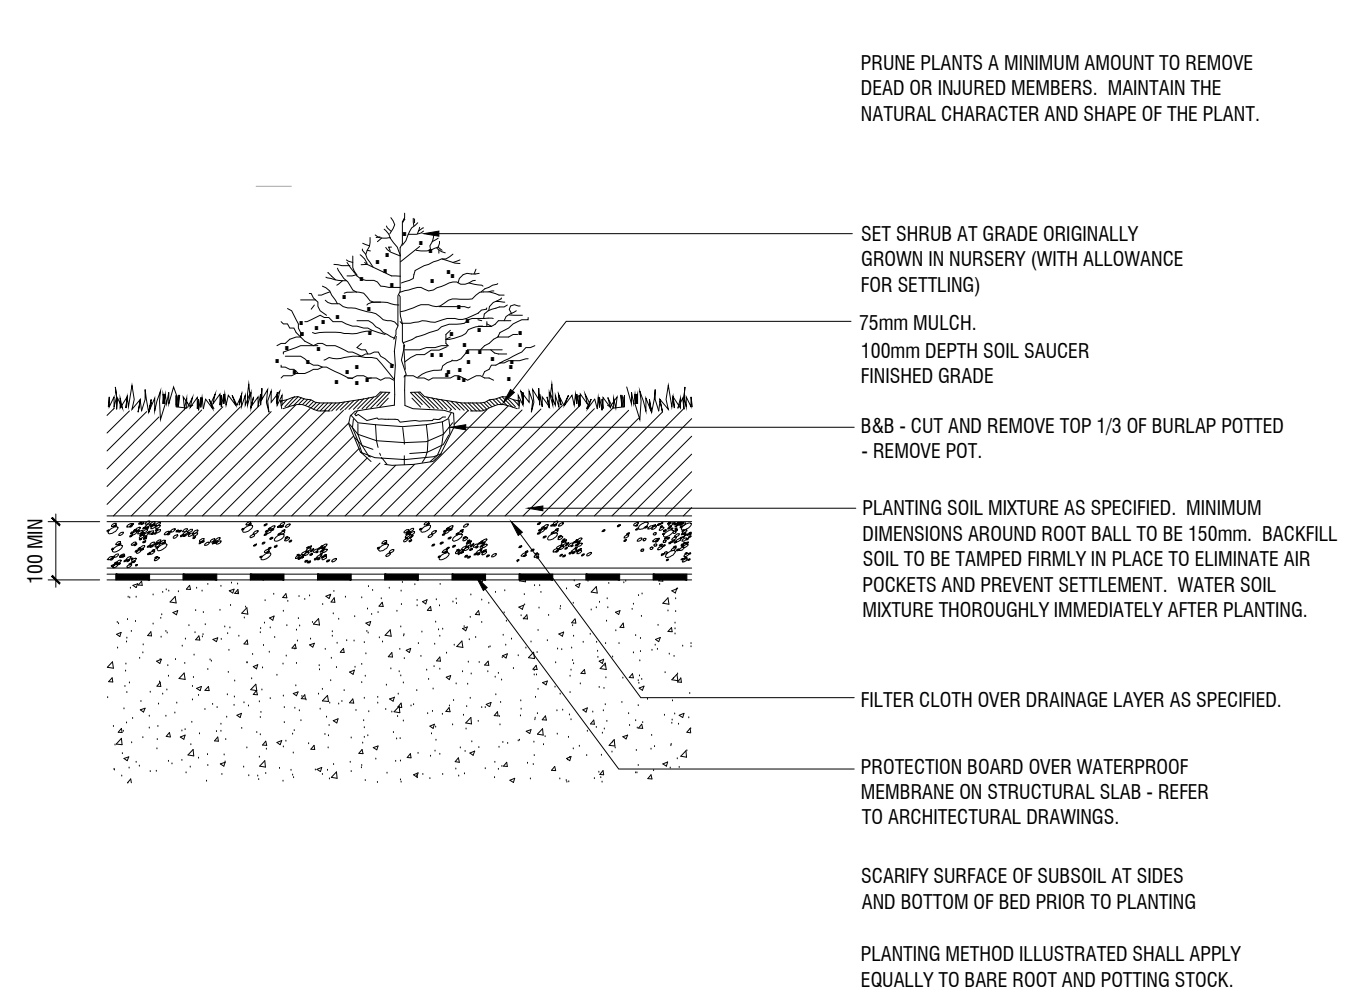 PRUNE PLANTS A MINIMUM AMOUNT TO REMOVE
DEAD OR INJURED MEMBERS. MAINTAIN THE
NATURAL CHARACTER AND SHAPE OF THE PLANT.
SET SHRUB AT GRADE ORIGINALLY
GROWN IN NURSERY (WITH ALLOWANCE
FOR SETTLING)
75mm MULCH.
100mm DEPTH SOIL SAUCER
FINISHED GRADE
B&B - CUT AND REMOVE TOP 1/3 OF BURLAP POTTED
- REMOVE POT.
PLANTING SOIL MIXTURE AS SPECIFIED. MINIMUM
DIMENSIONS AROUND ROOT BALL TO BE 150mm. BACKFILL
SOIL TO BE TAMPED FIRMLY IN PLACE TO ELIMINATE AIR
POCKETS AND PREVENT SETTLEMENT. WATER SOIL
MIXTURE THOROUGHLY IMMEDIATELY AFTER PLANTING.
100 MIN
FILTER CLOTH OVER DRAINAGE LAYER AS SPECIFIED.
PROTECTION BOARD OVER WATERPROOF
MEMBRANE ON STRUCTURAL SLAB - REFER
TO ARCHITECTURAL DRAWINGS.
SCARIFY SURFACE OF SUBSOIL AT SIDES
AND BOTTOM OF BED PRIOR TO PLANTING
PLANTING METHOD ILLUSTRATED SHALL APPLY
EQUALLY TO BARE ROOT AND POTTING STOCK.